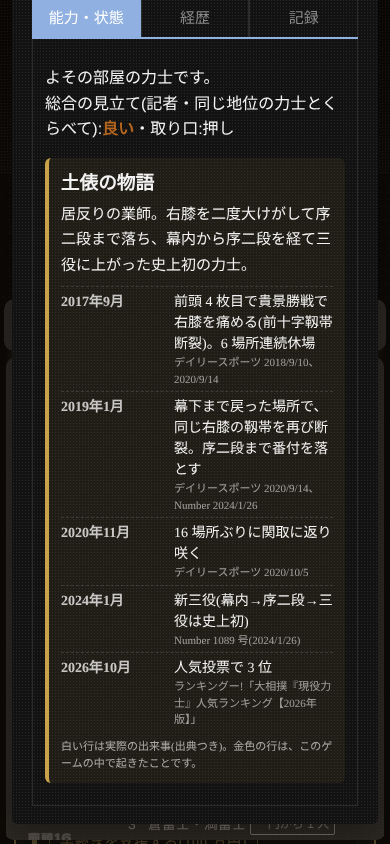 能力・状態
経歴
記録
よその部屋の力士です。
総合の見立て(記者・同じ地位の力士とく
らべて):良い・取り口:押し
土俵の物語
居反りの業師。右膝を二度大けがして序
二段まで落ち、幕内から序二段を経て三
役に上がった史上初の力士。
2017年9月
前頭 4 枚目で貴景勝戦で
右膝を痛める(前十字靱帯
断裂)。6 場所連続休場
デイリースポーツ 2018/9/10、
2020/9/14
2019年1月
幕下まで戻った場所で、
同じ右膝の靱帯を再び断
裂。序二段まで番付を落
とす
デイリースポーツ 2020/9/14、
Number 2024/1/26
2020年11月
16 場所ぶりに関取に返り
咲く
デイリースポーツ 2020/10/5
2024年1月
新三役(幕内→序二段→三
役は史上初)
Number 1089 号(2024/1/26)
2026年10月
人気投票で 3 位
ランキングー!「大相撲『現役力
士』人気ランキング【2026年
版】」
白い行は実際の出来事(出典つき)。金色の行は、このゲ
ームの中で起きたことです。